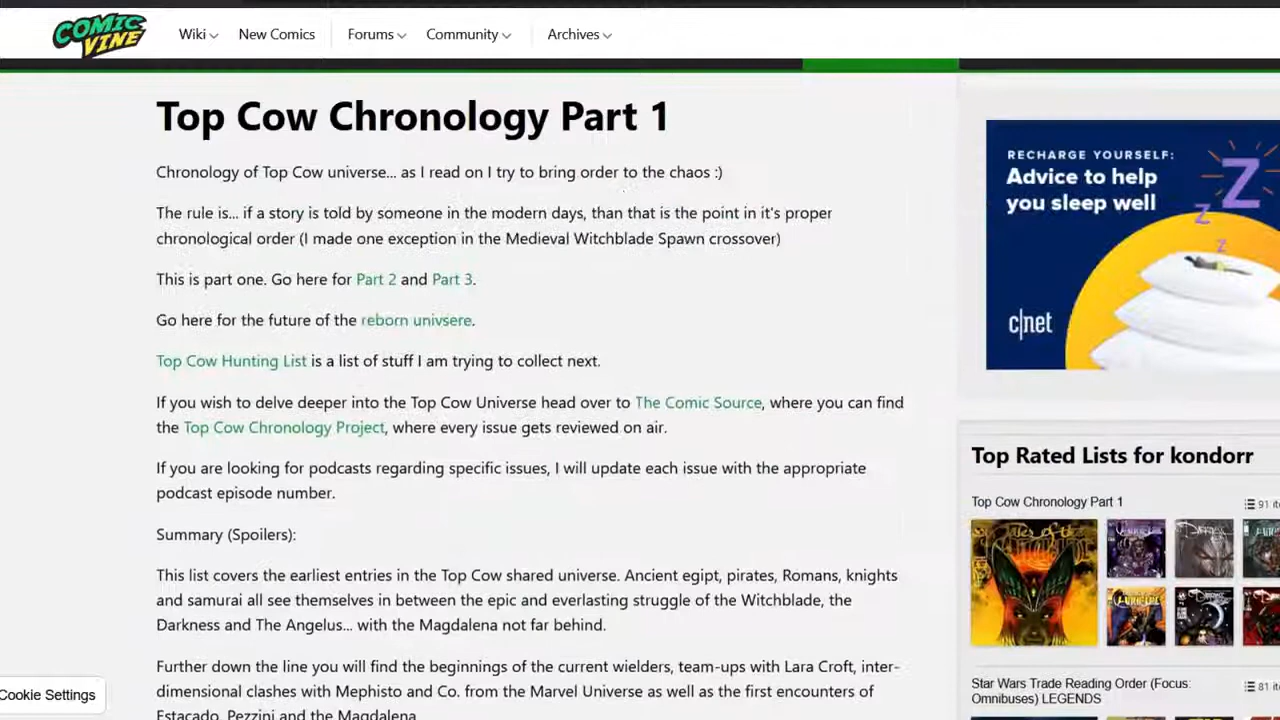 COMIC VINE
Wiki
New Comics
Forums
Community
Archives
Top Cow Chronology Part 1
Chronology of Top Cow universe... as I read on I try to bring order to the chaos :)
The rule is... if a story is told by someone in the modern days, than that is the point in it's proper
chronological order (I made one exception in the Medieval Witchblade Spawn crossover)
This is part one. Go here for Part 2 and Part 3.
Go here for the future of the reborn univsere.
Top Cow Hunting List is a list of stuff I am trying to collect next.
If you wish to delve deeper into the Top Cow Universe head over to The Comic Source, where you can find
the Top Cow Chronology Project, where every issue gets reviewed on air.
If you are looking for podcasts regarding specific issues, I will update each issue with the appropriate
podcast episode number.
Summary (Spoilers):
This list covers the earliest entries in the Top Cow shared universe. Ancient egipt, pirates, Romans, knights
and samurai all see themselves in between the epic and everlasting struggle of the Witchblade, the
Darkness and The Angelus... with the Magdalena not far behind.
Further down the line you will find the beginnings of the current wielders, team-ups with Lara Croft, inter-
dimensional clashes with Mephisto and Co. from the Marvel Universe as well as the first encounters of
Estacado, Pezzini and the Magdalena
Cookie Settings
RECHARGE YOURSELF:
Advice to help
you sleep well
Z
Z
Z
c|net
Top Rated Lists for kondorr
Top Cow Chronology Part 1
91 ite
Tales of the
Star Wars Trade Reading Order (Focus:
Omnibuses) LEGENDS
81 ite